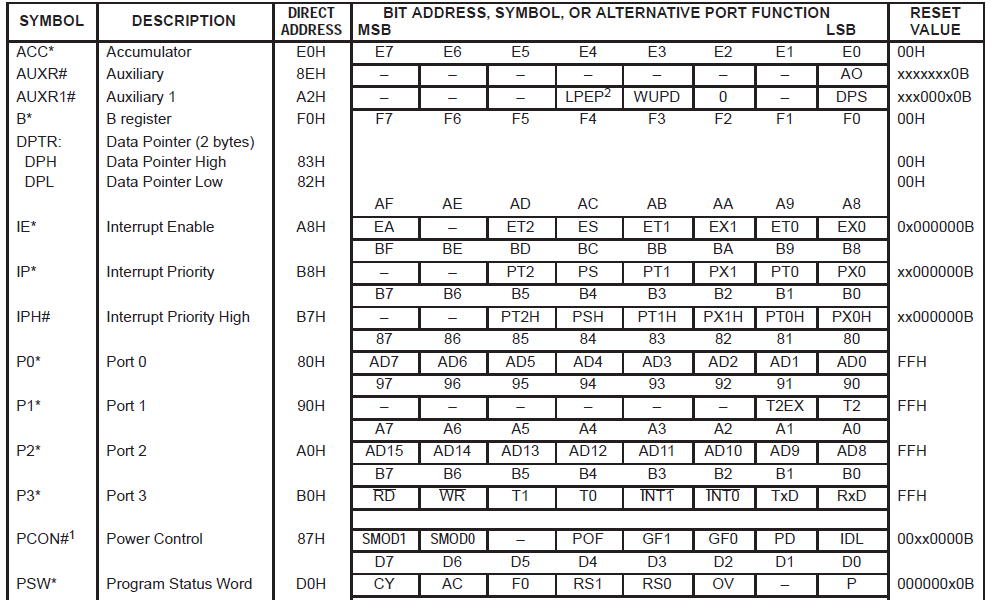 SYMBOL DESCRIPTION DIRECT ADDRESS BIT ADDRESS, SYMBOL, OR ALTERNATIVE PORT FUNCTION MSB LSB RESET VALUE
ACC* Accumulator E0H E7 E6 E5 E4 E3 E2 E1 E0 00H
AUXR# Auxiliary 8EH – – – – – – – AO xxxxxxx0B
AUXR1# Auxiliary 1 A2H – – – LPEP2 WUPD 0 – DPS xxx000x0B
B* B register F0H F7 F6 F5 F4 F3 F2 F1 F0 00H
DPTR: Data Pointer (2 bytes)
DPH Data Pointer High 83H 00H
DPL Data Pointer Low 82H 00H
AF AE AD AC AB AA A9 A8
IE* Interrupt Enable A8H EA – ET2 ES ET1 EX1 ET0 EX0 0x000000B
BF BE BD BC BB BA B9 B8
IP* Interrupt Priority B8H – – PT2 PS PT1 PX1 PT0 PX0 xx000000B
B7 B6 B5 B4 B3 B2 B1 B0
IPH# Interrupt Priority High B7H – – PT2H PSH PT1H PX1H PT0H PX0H xx000000B
87 86 85 84 83 82 81 80
P0* Port 0 80H AD7 AD6 AD5 AD4 AD3 AD2 AD1 AD0 FFH
97 96 95 94 93 92 91 90
P1* Port 1 90H – – – – – – T2EX T2 FFH
A7 A6 A5 A4 A3 A2 A1 A0
P2* Port 2 A0H AD15 AD14 AD13 AD12 AD11 AD10 AD9 AD8 FFH
B7 B6 B5 B4 B3 B2 B1 B0
P3* Port 3 B0H RD WR T1 T0 INT1 INT0 TxD RxD FFH
PCON#1 Power Control 87H SMOD1 SMOD0 – POF GF1 GF0 PD IDL 00xx0000B
D7 D6 D5 D4 D3 D2 D1 D0
PSW* Program Status Word D0H CY AC F0 RS1 RS0 OV – P 000000x0B